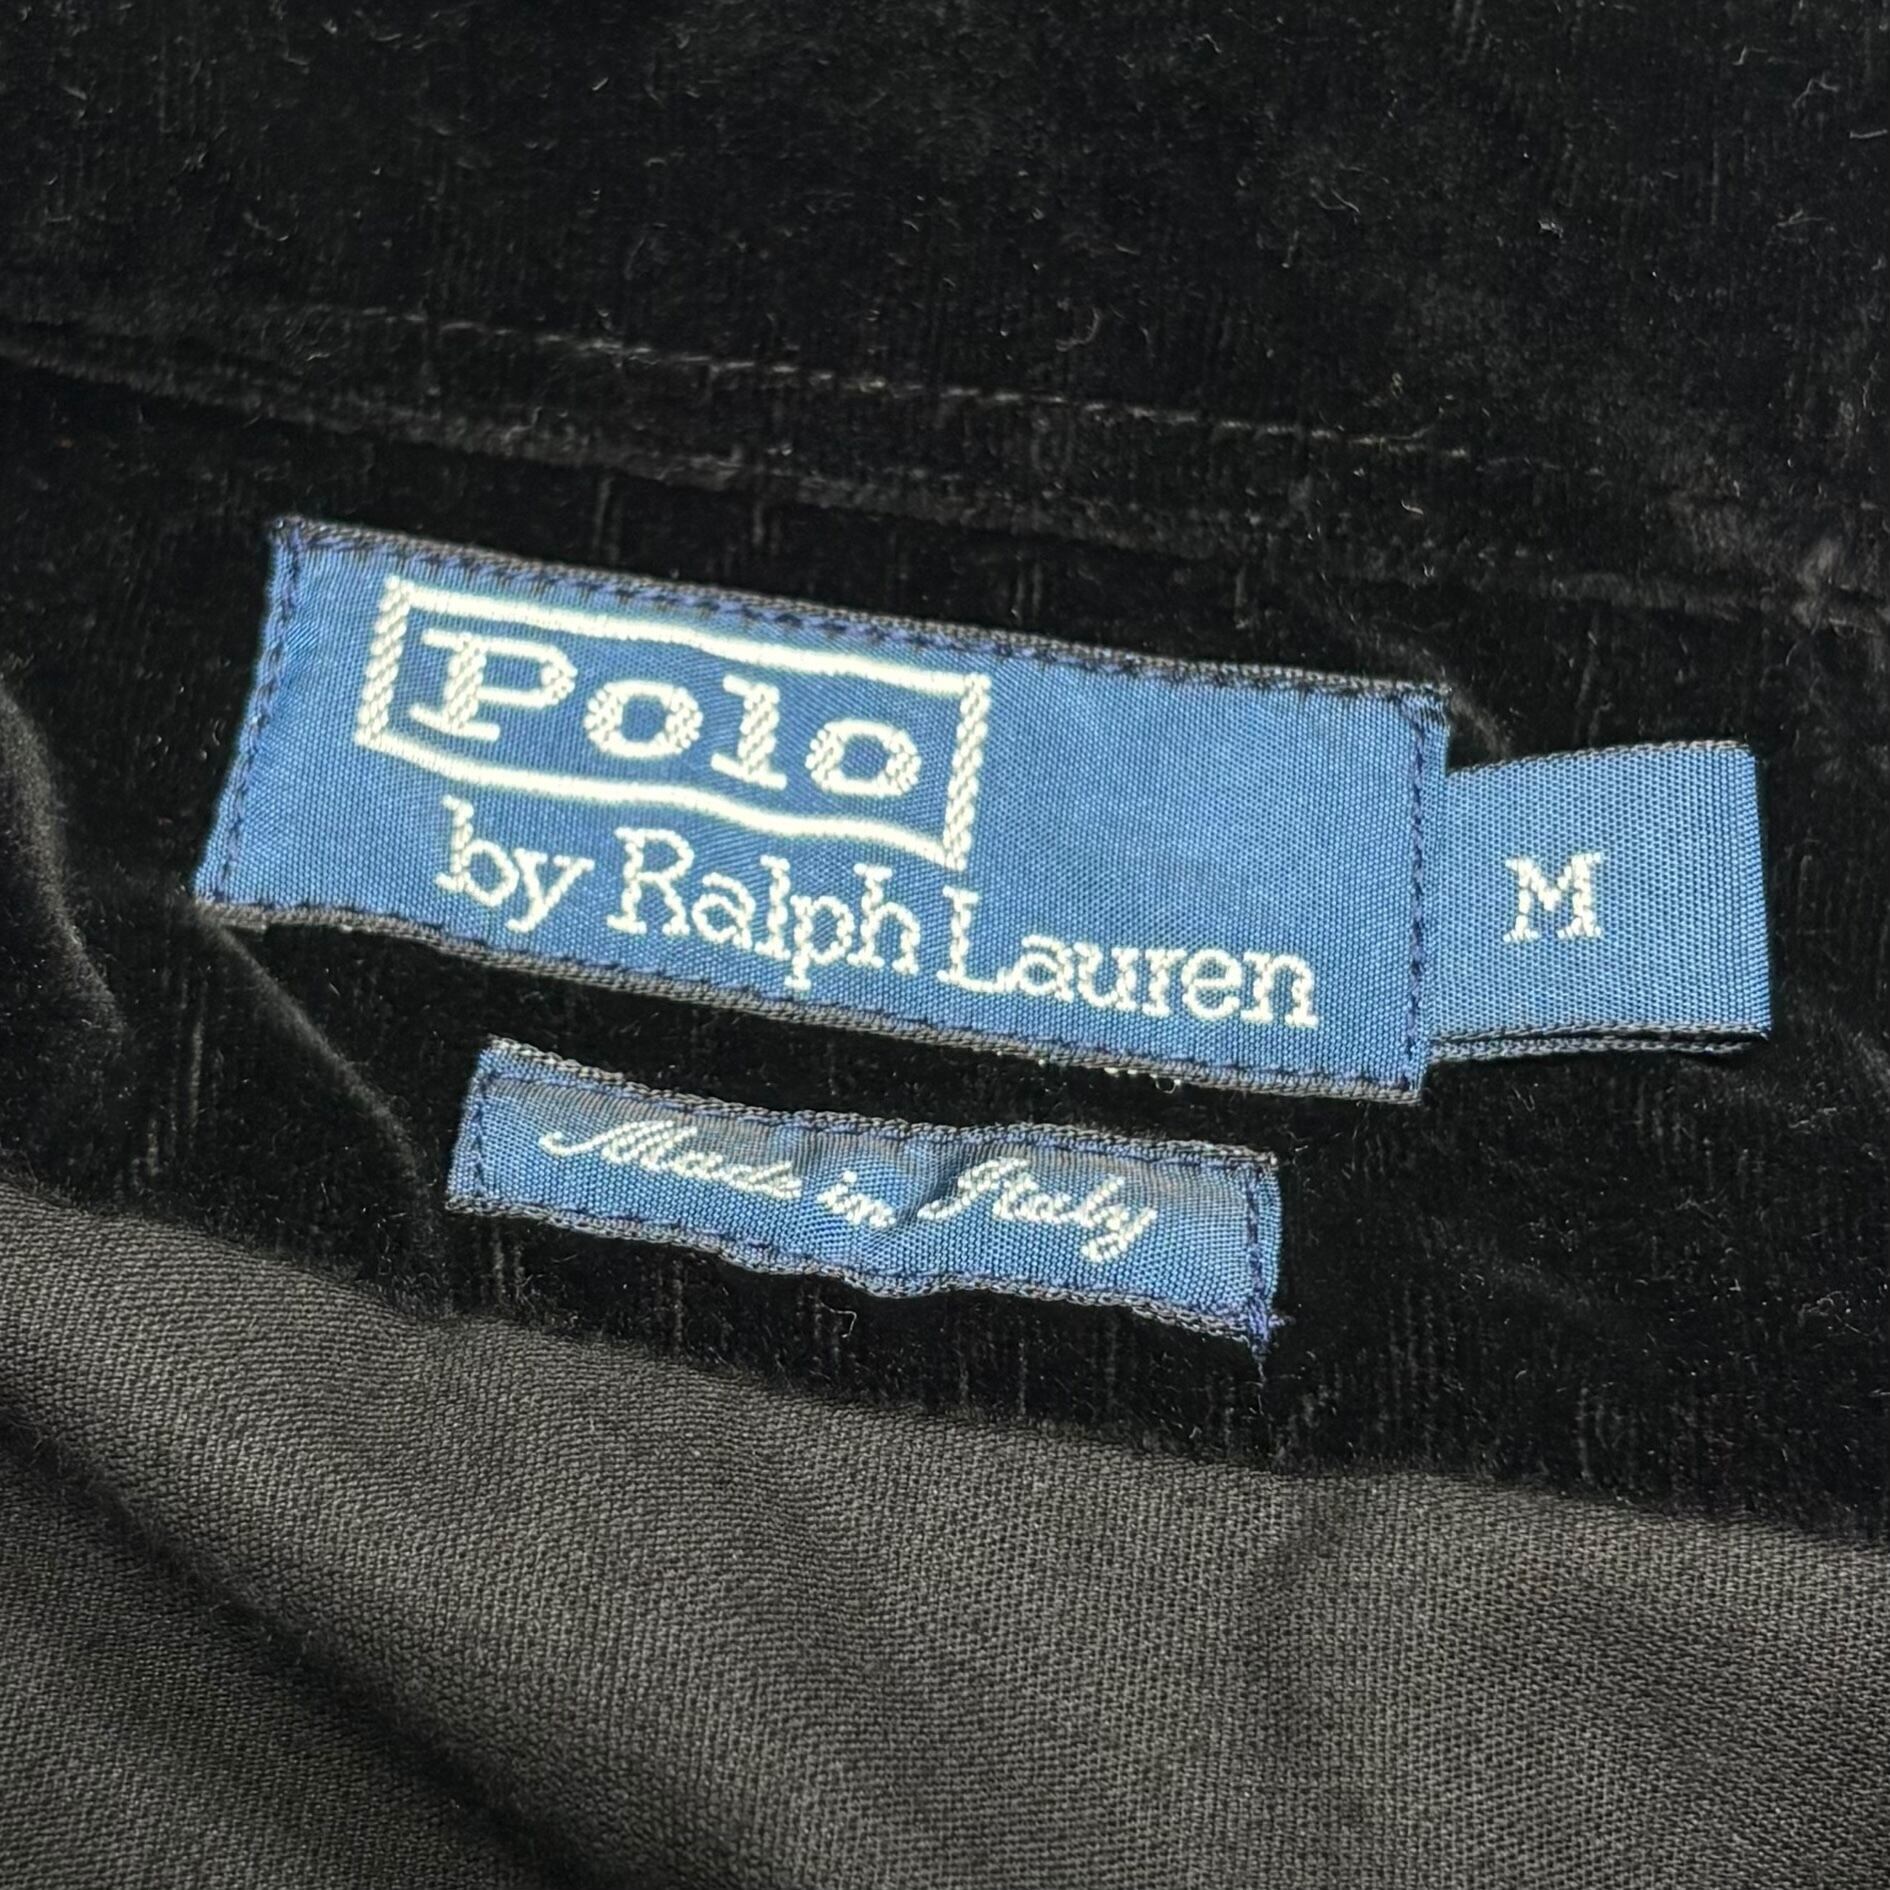 Polo
by Ralph Lauren
M
Made in Italy